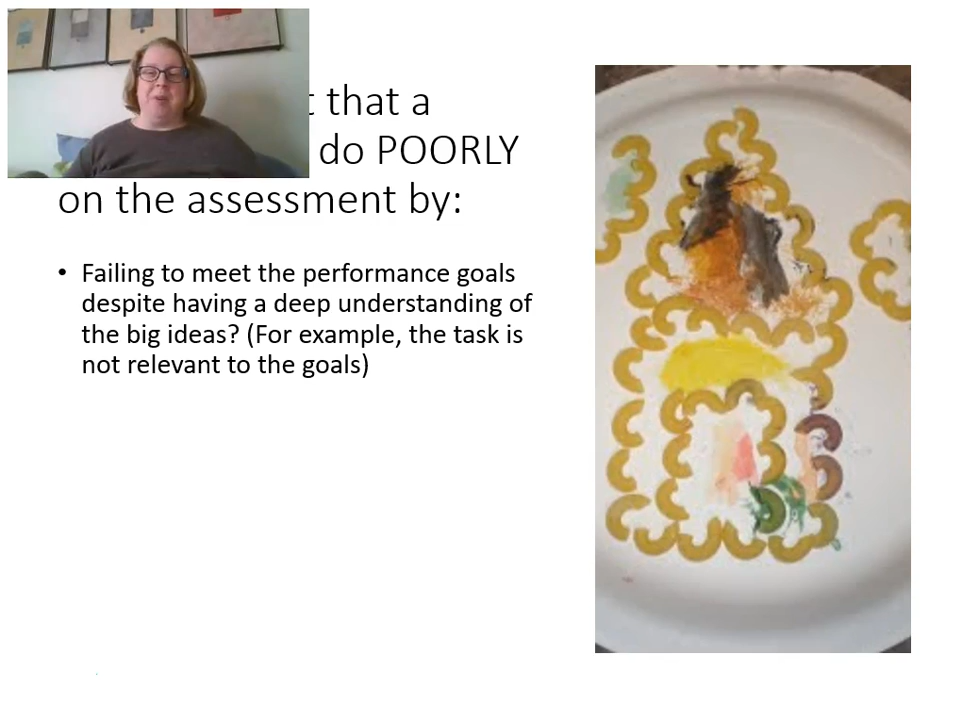 that a
do POORLY
on the assessment by:
• Failing to meet the performance goals
despite having a deep understanding of
the big ideas? (For example, the task is
not relevant to the goals)